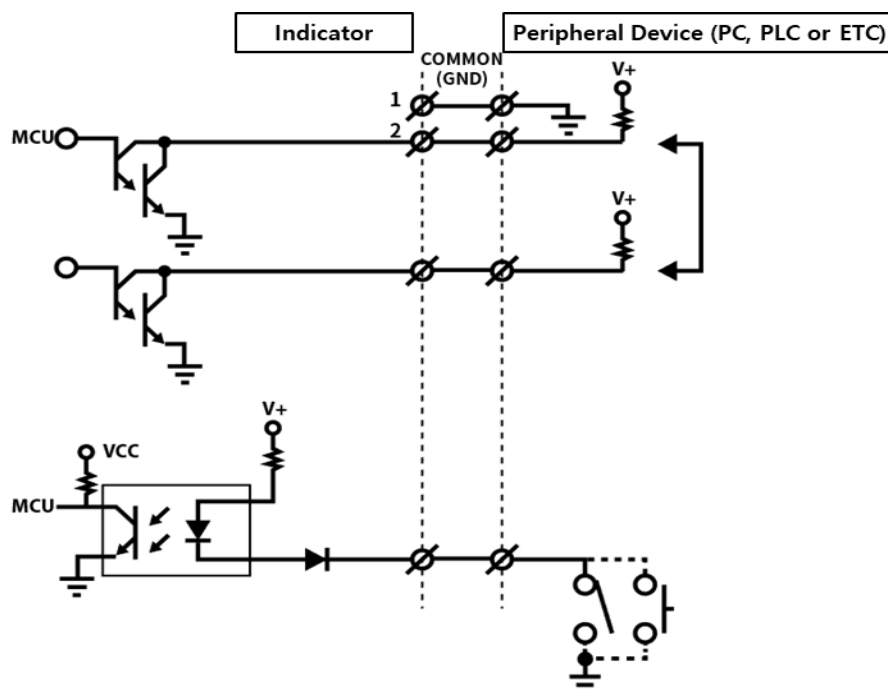 Indicator
Peripheral Device (PC, PLC or ETC)
COMMON
(GND)
V+
1
2
MCU
V+
V+
VCC
MCU